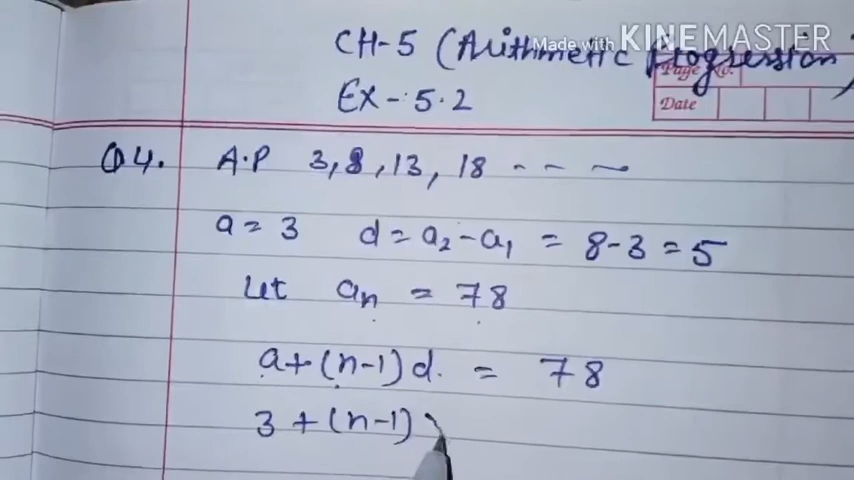 CH-5 (Arithmetic Progression)
Made with KINEMASTER
Page No.
Ex-5.2
Date
Q4. A.P 3, 8, 13, 18 - - ~
a = 3 d = a₂ - a₁ = 8-3 = 5
Let aₙ = 78
a+(n-1)d. = 78
3 + (n-1)